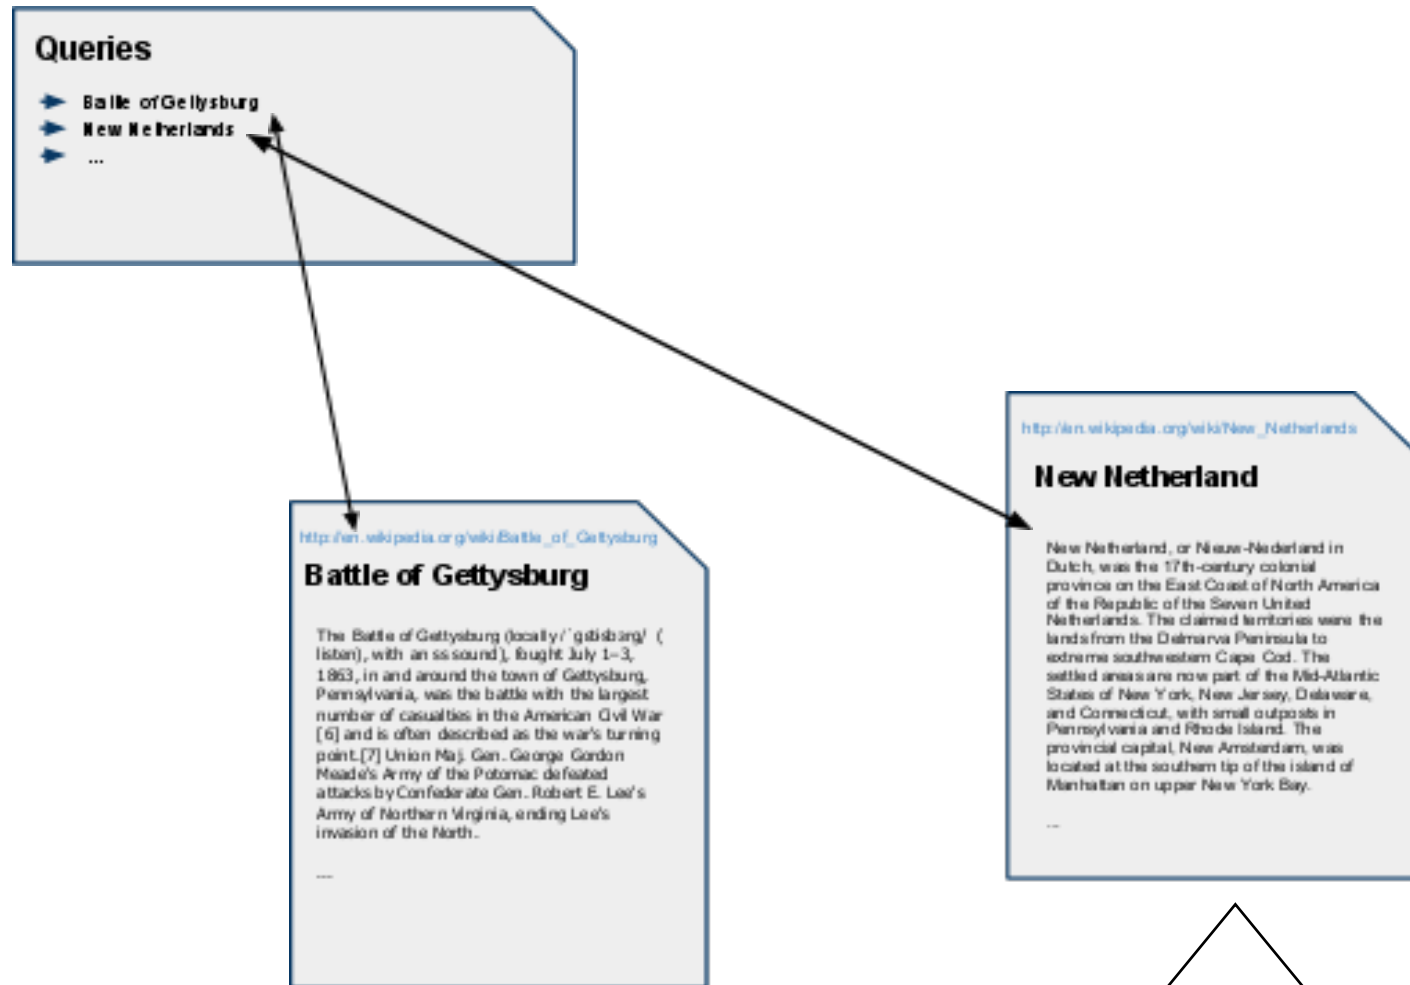 Queries
Battle of Gettysburg
New Netherlands
...
http://en.wikipedia.org/wiki/New_Netherlands
New Netherland
New Netherland, or Nieuw-Nederland in
Dutch, was the 17th-century colonial
province on the East Coast of North America
of the Republic of the Seven United
Netherlands. The claimed territories were the
lands from the Delmarva Peninsula to
extreme southwestern Cape Cod. The
settled areas are now part of the Mid-Atlantic
States of New York, New Jersey, Delaware,
and Connecticut, with small outposts in
Pennsylvania and Rhode Island. The
provincial capital, New Amsterdam, was
located at the southern tip of the island of
Manhattan on upper New York Bay.
...
http://en.wikipedia.org/wiki/Battle_of_Gettysburg
Battle of Gettysburg
The Battle of Gettysburg (locally (
listen), with an ss sound), fought July 1–3,
1863, in and around the town of Gettysburg,
Pennsylvania, was the battle with the largest
number of casualties in the American Civil War
[6] and is often described as the war's turning
point.[7] Union Maj. Gen. George Gordon
Meade's Army of the Potomac defeated
attacks by Confederate Gen. Robert E. Lee's
Army of Northern Virginia, ending Lee's
invasion of the North.
...